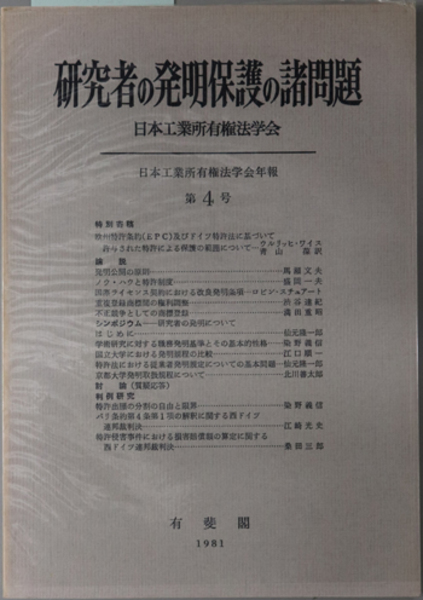 研究者の発明保護の諸問題
日本工業所有権法学会
日本工業所有権法学会年報
第4号
特別寄稿
欧州特許条約(EPC)及びドイツ特許法に基づいて
許与された特許による保護の範囲について……ウルリッヒ・ワイス
青山葆訳
論説
発明公開の原則……馬瀬文夫
ノウ・ハウと特許制度……盛岡一夫
国際ライセンス契約における改良発明条項……ロビン・スチュアート
重複登録商標間の権利調整……渋谷達紀
不正競争としての商標登録……満田重昭
シンポジウム──研究者の発明について
はじめに……仙元隆一郎
学術研究に対する職務発明基準とその基本的性格……染野義信
国立大学における発明規程の比較……江口順一
特許法における従業者発明規定についての基本問題……仙元隆一郎
京都大学発明取扱規程について……北川善太郎
討論(質疑応答)
判例研究
特許出願の分割の自由と限界……染野義信
パリ条約第4条第1項の解釈に関する西ドイツ
連邦裁判決……江崎光史
特許侵害事件における損害賠償額の算定に関する
西ドイツ連邦裁判決……桑田三郎
有斐閣
1981